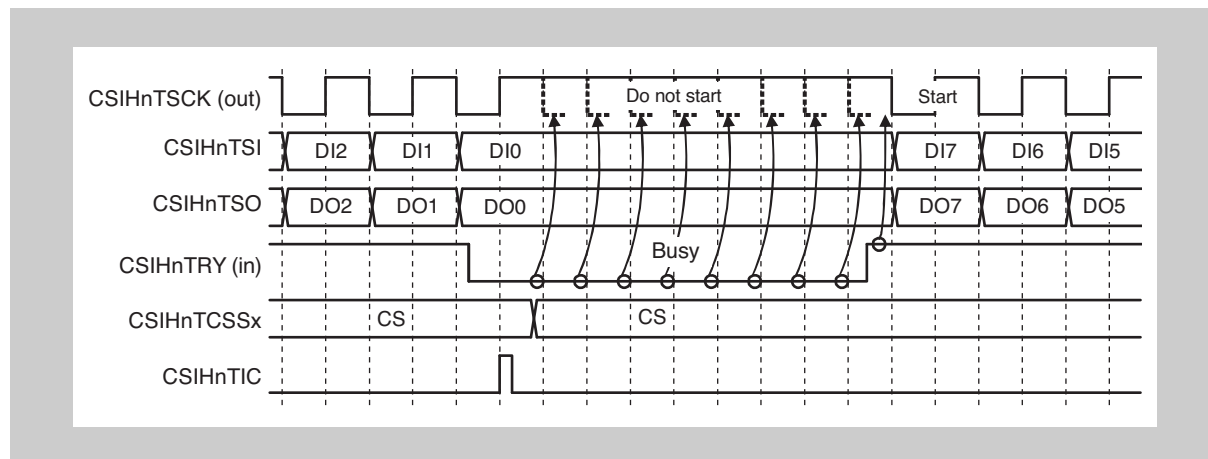 CSIHnTSCK (out)
Do not start
Start
CSIHnTSI
DI2 DI1 DI0 DI7 DI6 DI5
CSIHnTSO
DO2 DO1 DO0 DO7 DO6 DO5
CSIHnTRY (in)
Busy
CSIHnTCSSx
CS CS
CSIHnTIC